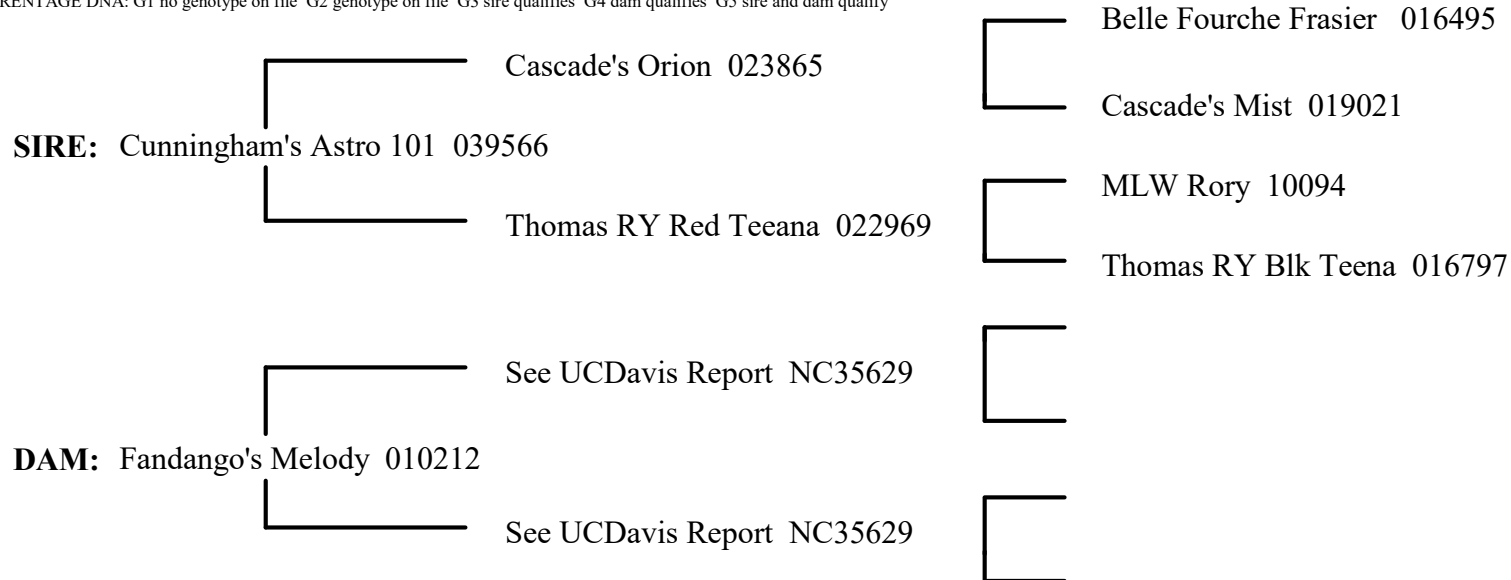 DNA: G1 no genotype on file G2 genotype on file G3 sire qualifies G4 dam qualifies G5 sire and dam qualify
Belle Fourche Frasier 016495
Cascade's Orion 023865
Cascade's Mist 019021
SIRE: Cunningham's Astro 101 039566
MLW Rory 10094
Thomas RY Red Teeana 022969
Thomas RY Blk Teena 016797
See UCDavis Report NC35629
DAM: Fandango's Melody 010212
See UCDavis Report NC35629